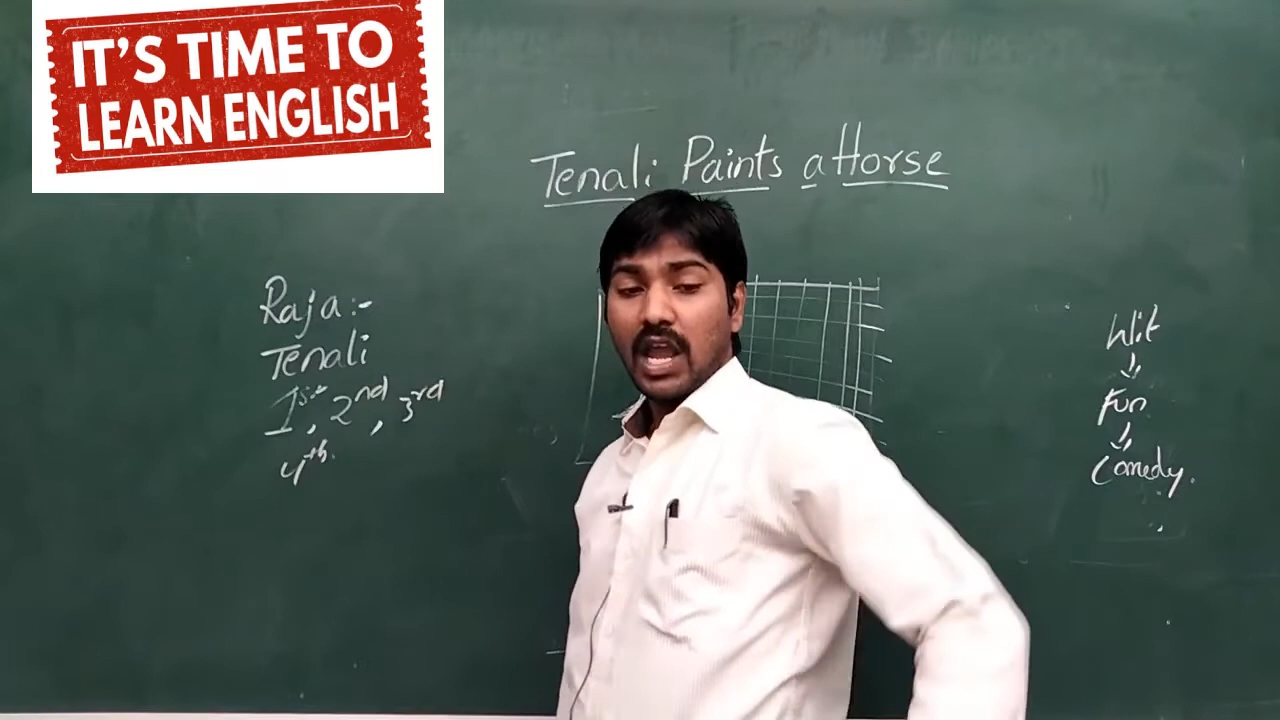 IT'S TIME TO
LEARN ENGLISH
Tenali Paints a Horse
Raja:-
Tenali
1st, 2nd, 3rd
4th.
Wit
Fun
Comedy.